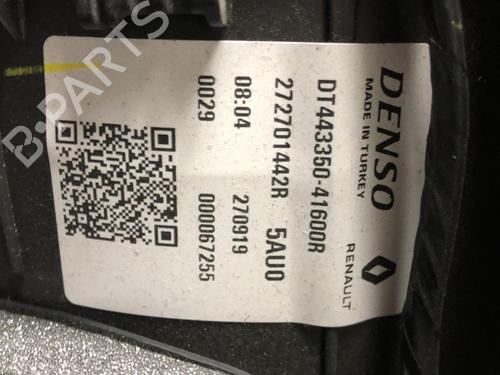 DENSO
MADE IN TURKEY
RENAULT
DT443350-41600R
272701442R 5AU0
08:04 270919
0029 000067255
B-PARTS